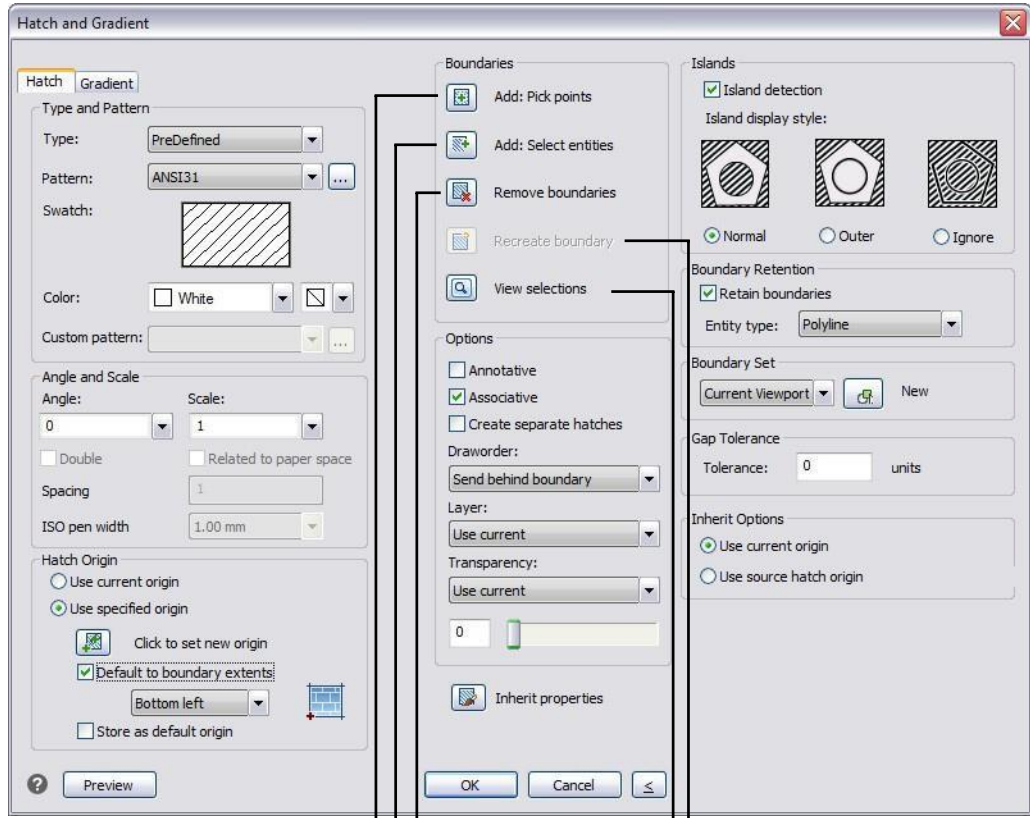 Hatch and Gradient
Hatch
Gradient
Type and Pattern
Type:
PreDefined
Pattern:
ANSI31
...
Swatch:
Color:
White
Custom pattern:
...
Angle and Scale
Angle:
Scale:
0
1
Double
Related to paper space
Spacing
1
ISO pen width
1.00 mm
Hatch Origin
Use current origin
Use specified origin
Click to set new origin
Default to boundary extents
Bottom left
Store as default origin
Preview
Boundaries
Add: Pick points
Add: Select entities
Remove boundaries
Recreate boundary
View selections
Options
Annotative
Associative
Create separate hatches
Draworder:
Send behind boundary
Layer:
Use current
Transparency:
Use current
0
Inherit properties
OK
Cancel
≤
Islands
Island detection
Island display style:
Normal
Outer
Ignore
Boundary Retention
Retain boundaries
Entity type:
Polyline
Boundary Set
Current Viewport
New
Gap Tolerance
Tolerance:
0
units
Inherit Options
Use current origin
Use source hatch origin